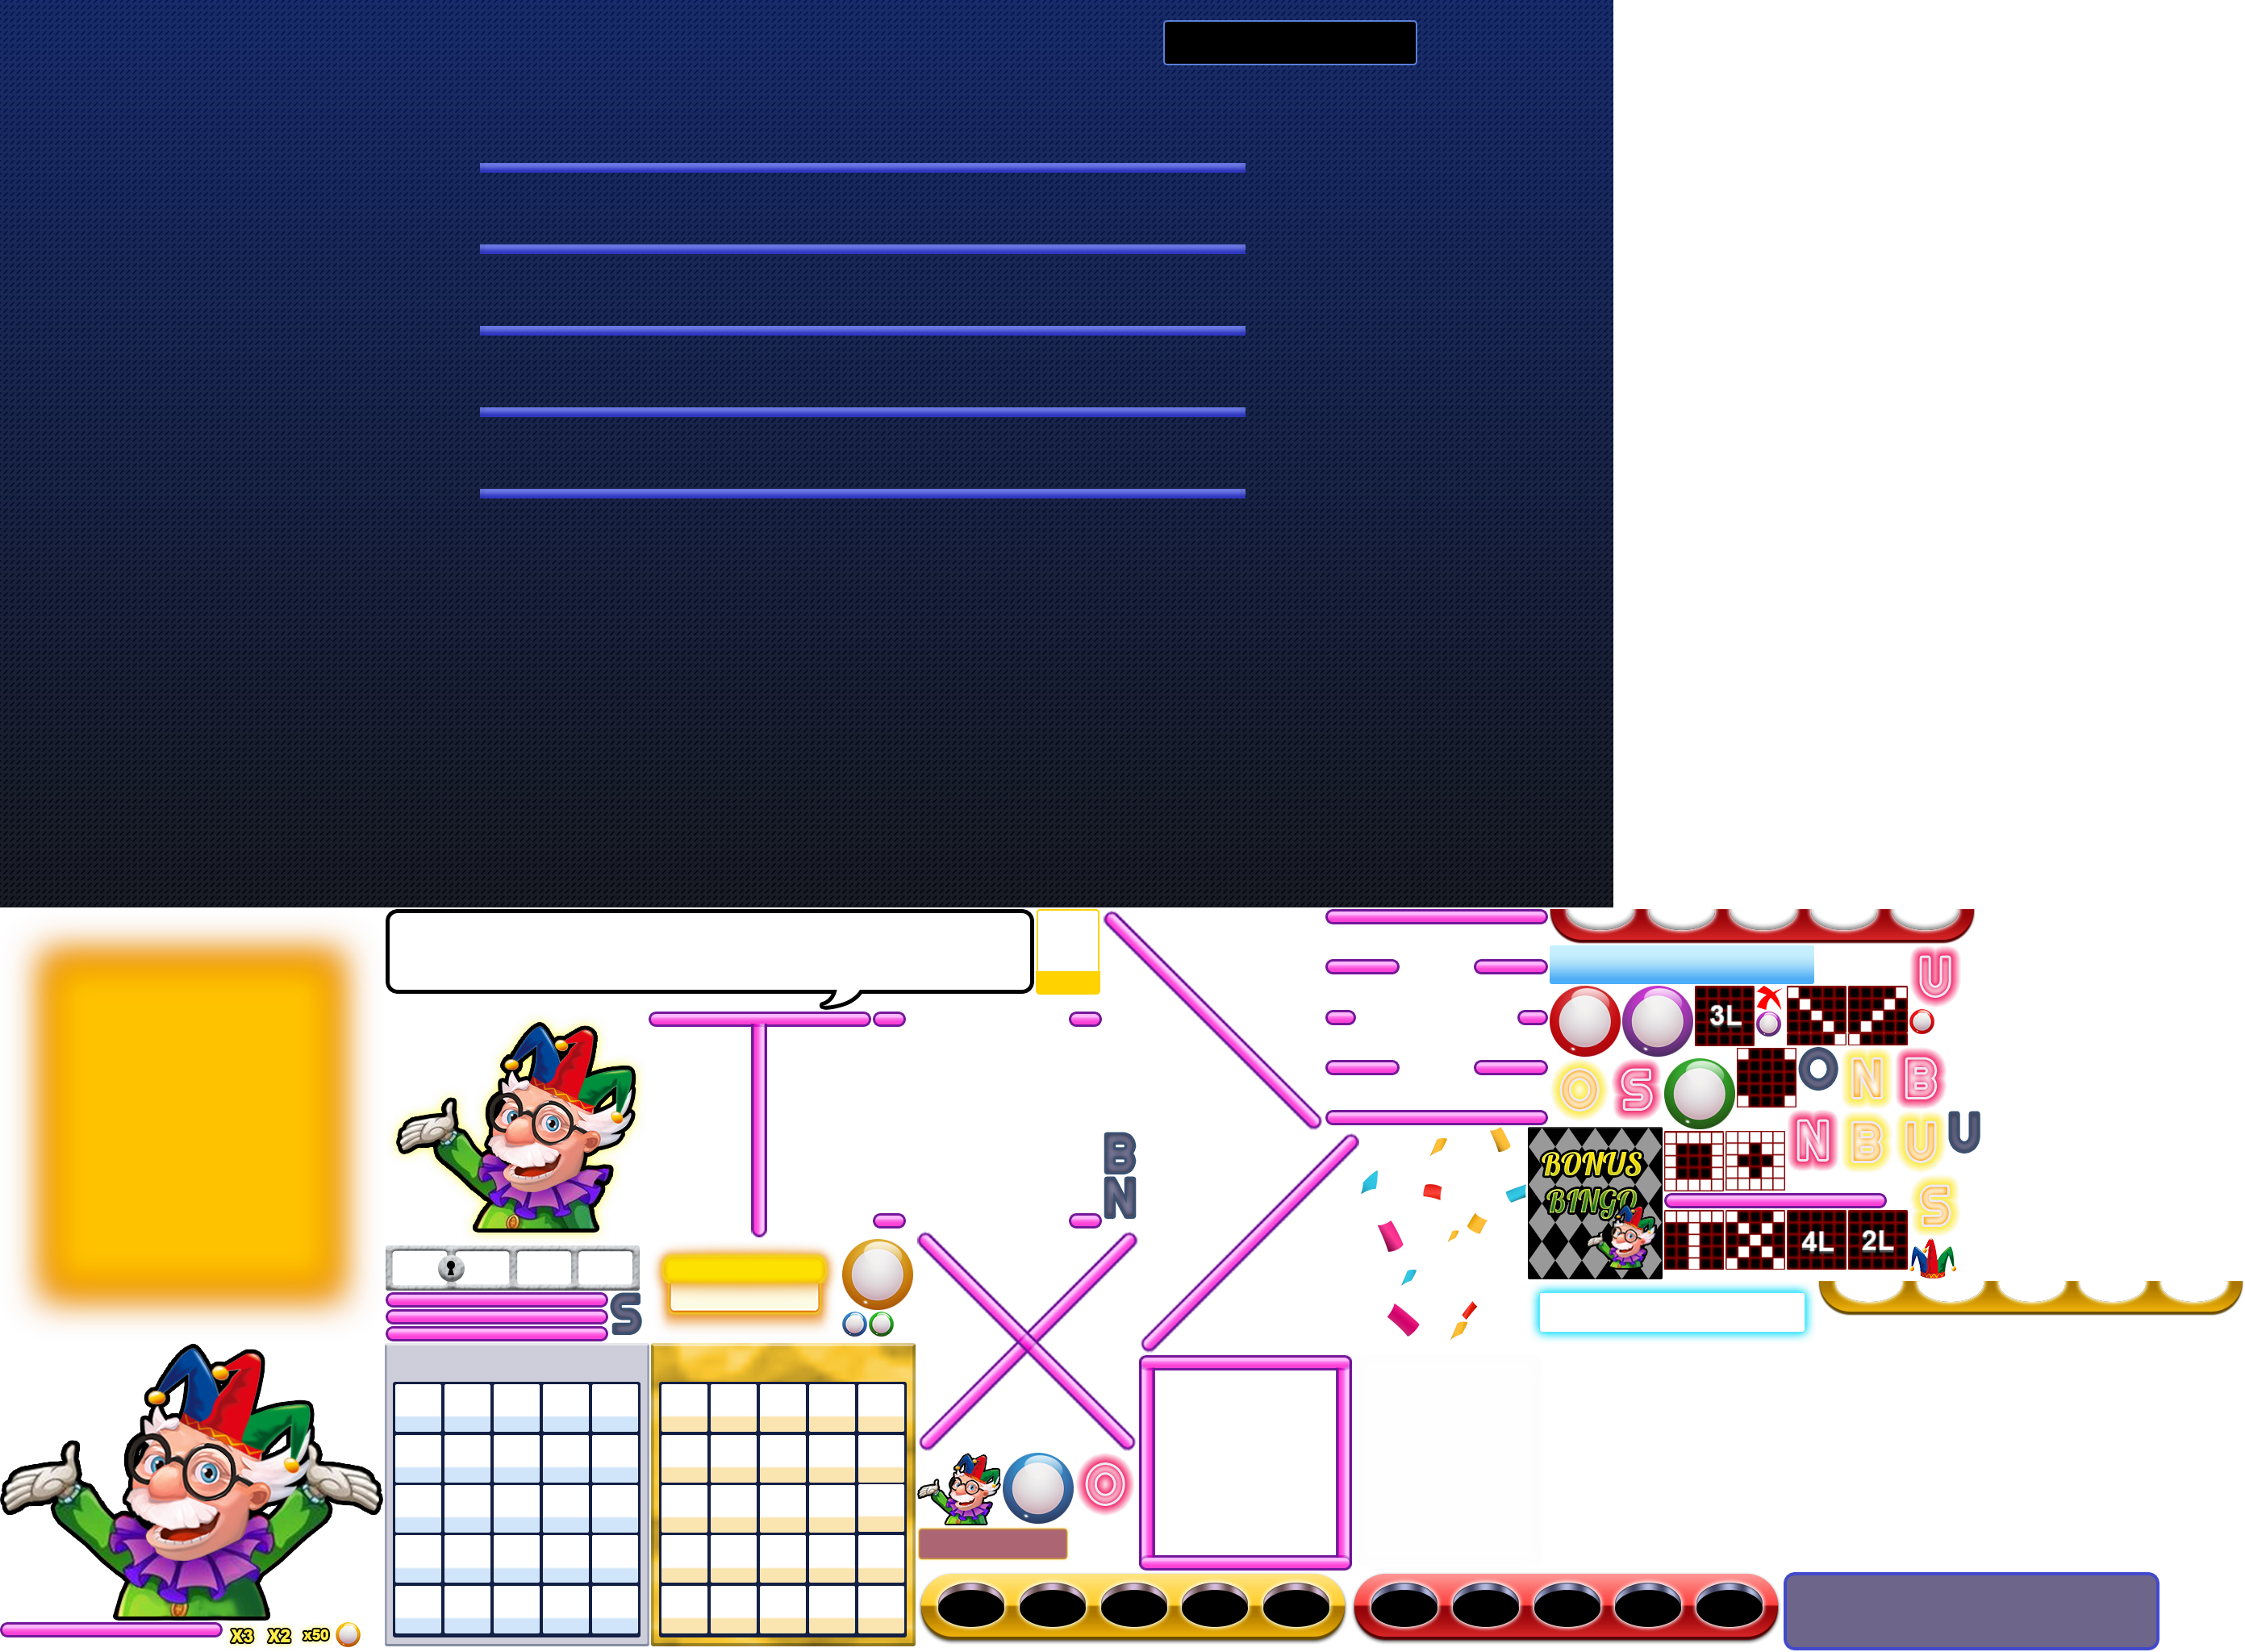 U
3L
O S
O N B
N B U U
B
N
BONUS
BINGO
S
4L 2L
S
O
X3 X2 x50